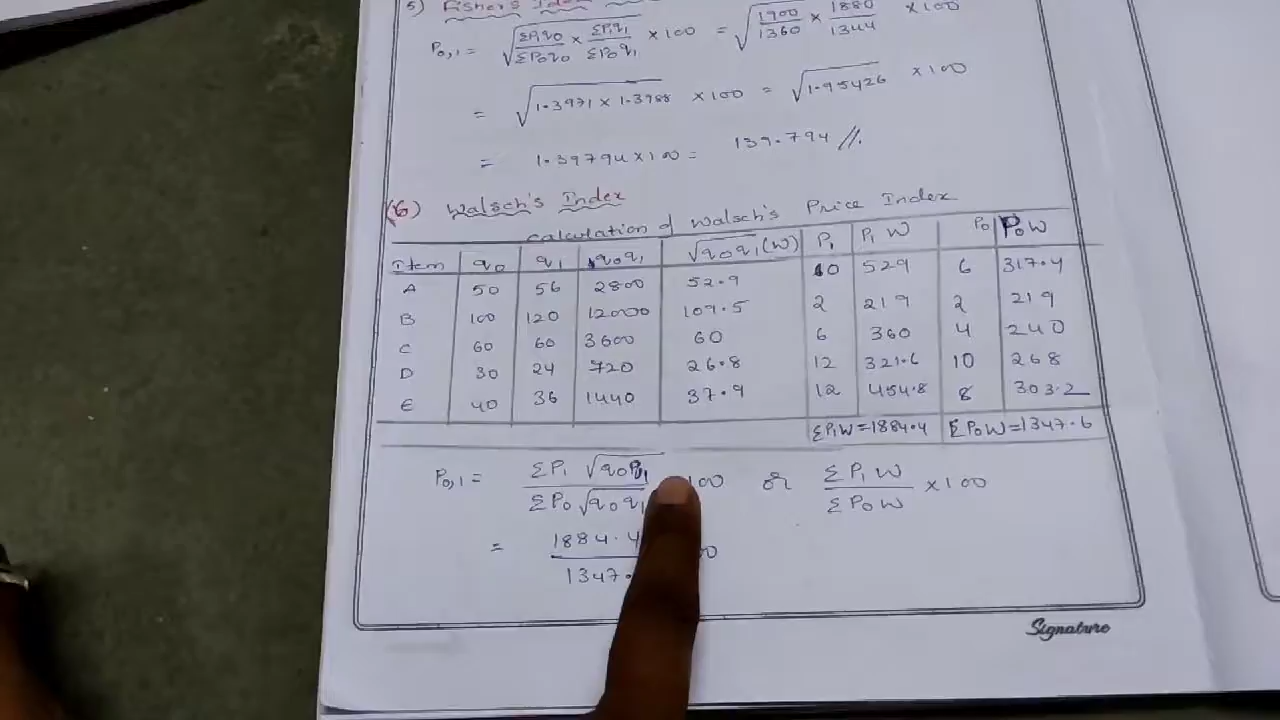 5) Fisher's Index
P0,1 = √ΣP1q0/ΣP0q0 × ΣP1q1/ΣP0q1 × 100 = √1900/1360 × 1880/1344 × 100
= √1.3971 × 1.3988 × 100 = √1.95426 × 100
= 1.39794 × 100 = 139.794 //.
(6) Walsch's Index
calculation of Walsch's Price Index
Item q0 q1 q0q1 √q0q1 (W) P1 P1 W P0 P0 W
A 50 56 2800 52.9 10 529 6 317.4
B 100 120 12000 109.5 2 219 2 219
C 60 60 3600 60 6 360 4 240
D 30 24 720 26.8 12 321.6 10 268
E 40 36 1440 37.9 12 454.8 8 303.2
ΣP1W = 1884.4 ΣP0W = 1347.6
P0,1 = ΣP1 √q0q1 / ΣP0 √q0q1 100 or ΣP1 W / ΣP0 W × 100
= 1884.4 / 1347.
Signature